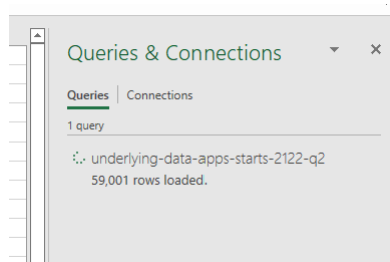 Queries & Connections
Queries | Connections
1 query
underlying-data-apps-starts-2122-q2
59,001 rows loaded.